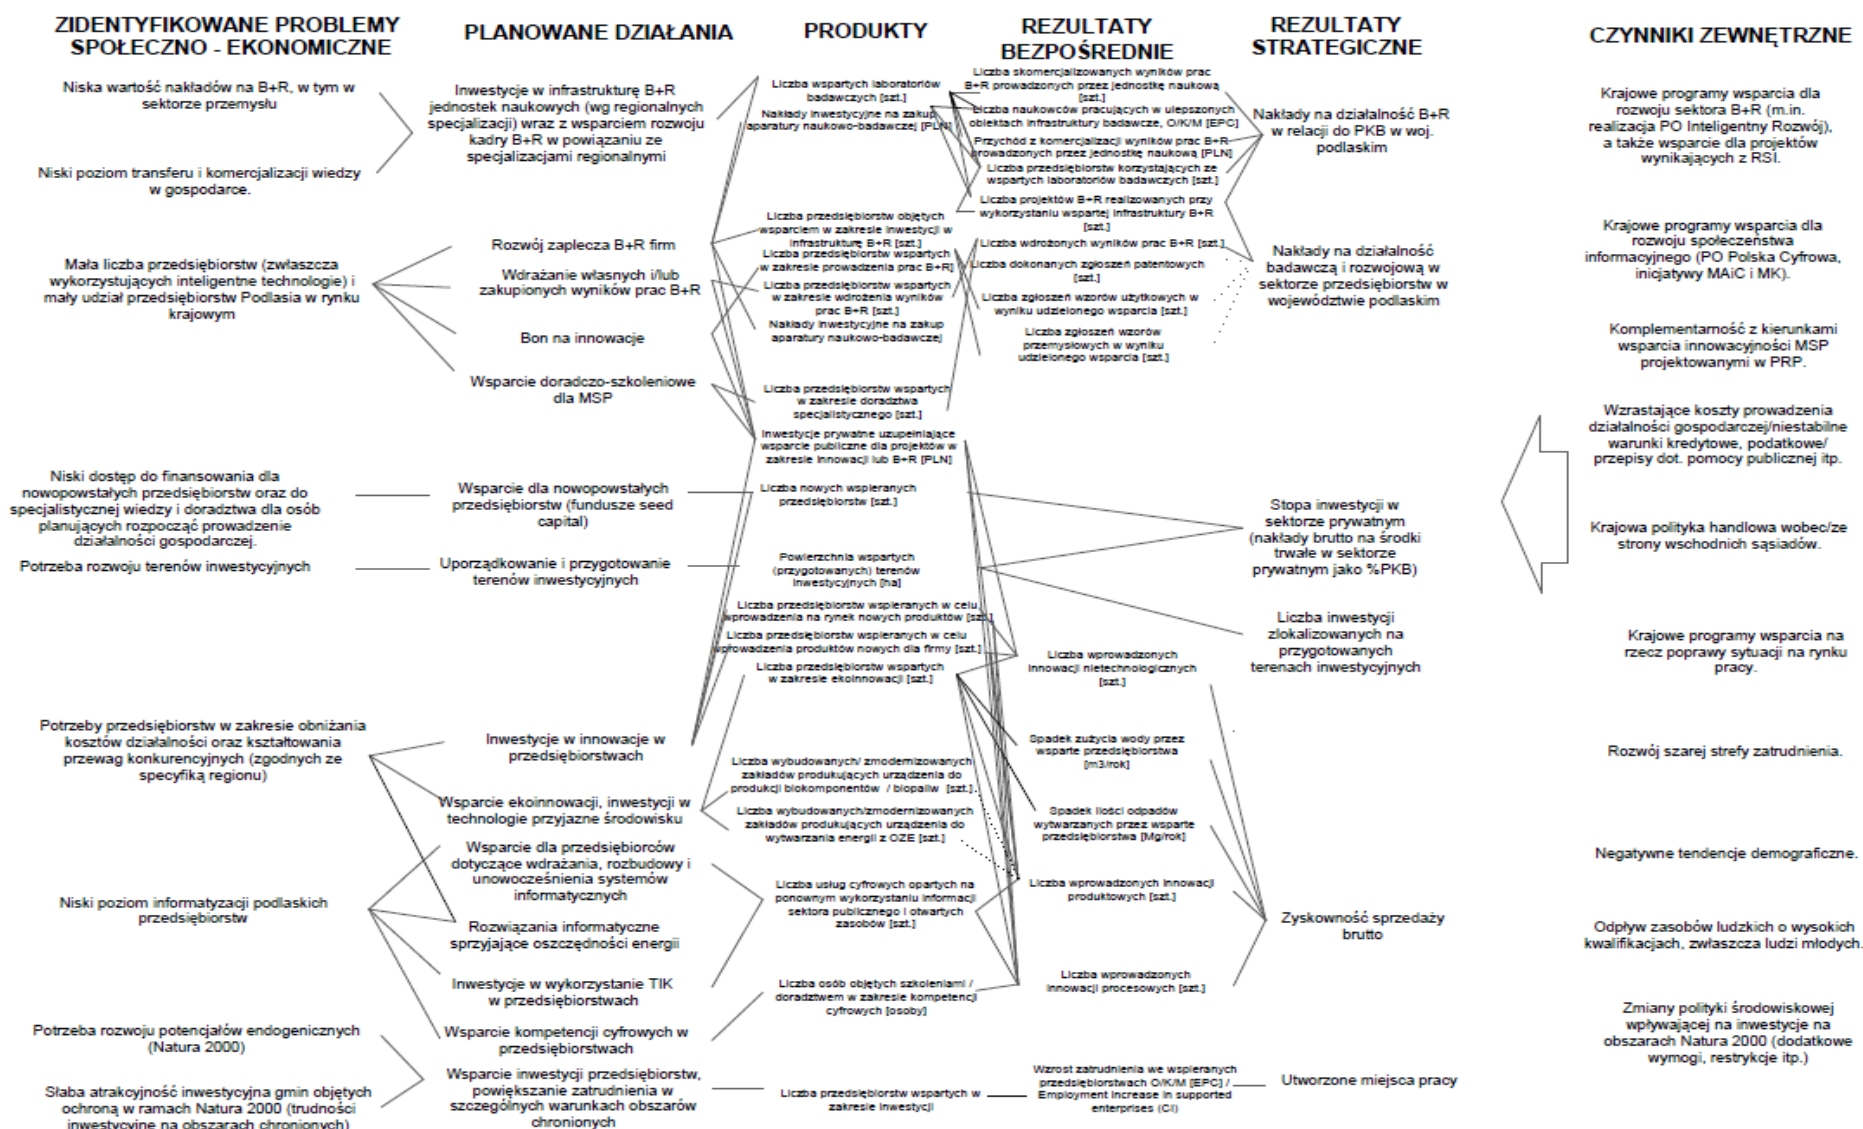 ZIDENTYFIKOWANE PROBLEMY
SPOŁECZNO - EKONOMICZNE
Niska wartość nakładów na B+R, w tym w
sektorze przemysłu
Niski poziom transferu i komercjalizacji wiedzy
w gospodarce.
Mała liczba przedsiębiorstw (zwłaszcza
wykorzystujących inteligentne technologie) i
mały udział przedsiębiorstw Podlasia w rynku
krajowym
Niski dostęp do finansowania dla
nowopowstałych przedsiębiorstw oraz do
specjalistycznej wiedzy i doradztwa dla osób
planujących rozpocząć prowadzenie
działalności gospodarczej.
Potrzeba rozwoju terenów inwestycyjnych
Potrzeby przedsiębiorstw w zakresie obniżania
kosztów działalności oraz kształtowania
przewag konkurencyjnych (zgodnych ze
specyfiką regionu)
Niski poziom informatyzacji podlaskich
przedsiębiorstw
Potrzeba rozwoju potencjałów endogenicznych
(Natura 2000)
Słaba atrakcyjność inwestycyjna gmin objętych
ochroną w ramach Natura 2000 (trudności
inwestycyjne na obszarach chronionych)
PLANOWANE DZIAŁANIA
Inwestycje w infrastrukturę B+R
jednostek naukowych (wg regionalnych
specjalizacji) wraz z wsparciem rozwoju
kadry B+R w powiązaniu ze
specjalizacjami regionalnymi
Rozwój zaplecza B+R firm
Wdrażanie własnych i/lub
zakupionych wyników prac B+R
Bon na innowacje
Wsparcie doradczo-szkoleniowe
dla MSP
Wsparcie dla nowopowstałych
przedsiębiorstw (fundusze seed
capital)
Uporządkowanie i przygotowanie
terenów inwestycyjnych
Inwestycje w innowacje w
przedsiębiorstwach
Wsparcie ekoinnowacji, inwestycji w
technologie przyjazne środowisku
Wsparcie dla przedsiębiorców
dotyczące wdrażania, rozbudowy i
unowocześnienia systemów
informatycznych
Rozwiązania informatyczne
sprzyjające oszczędności energii
Inwestycje w wykorzystanie TIK
w przedsiębiorstwach
Wsparcie kompetencji cyfrowych w
przedsiębiorstwach
Wsparcie inwestycji przedsiębiorstw,
powiększanie zatrudnienia w
szczególnych warunkach obszarów
chronionych
PRODUKTY
Liczba wspartych laboratoriów
badawczych [szt.]
Nakłady inwestycyjne na zakup
aparatury naukowo-badawczej [PLN]
Liczba przedsiębiorstw objętych
wsparciem w zakresie inwestycji w
infrastrukturę B+R [szt.]
Liczba przedsiębiorstw wspartych
w zakresie prowadzenia prac B+R]
Liczba przedsiębiorstw wspartych
w zakresie wdrożenia wyników
prac B+R [szt.]
Nakłady inwestycyjne na zakup
aparatury naukowo-badawczej
Liczba przedsiębiorstw wspartych
w zakresie doradztwa
specjalistycznego [szt.]
Inwestycje prywatne uzupełniające
wsparcie publiczne dla projektów w
zakresie innowacji lub B+R [PLN]
Liczba nowych wspieranych
przedsiębiorstw [szt.]
Powierzchnia wspartych
(przygotowanych) terenów
inwestycyjnych [ha]
Liczba przedsiębiorstw wspieranych w celu
wprowadzenia na rynek nowych produktów [szt.]
Liczba przedsiębiorstw wspieranych w celu
wprowadzenia produktów nowych dla firmy [szt.]
Liczba przedsiębiorstw wspartych
w zakresie ekoinnowacji [szt.]
Liczba wybudowanych/ zmodernizowanych
zakładów produkujących urządzenia do
produkcji biokomponentów / biopaliw [szt.]
Liczba wybudowanych/zmodernizowanych
zakładów produkujących urządzenia do
wytwarzania energii z OZE [szt.]
Liczba usług cyfrowych opartych na
ponownym wykorzystaniu informacji
sektora publicznego i otwartych
zasobów [szt.]
Liczba osób objętych szkoleniami /
doradztwem w zakresie kompetencji
cyfrowych [osoby]
Liczba przedsiębiorstw wspartych w
zakresie inwestycji
REZULTATY
BEZPOŚREDNIE
Liczba skomercjalizowanych wyników prac
B+R prowadzonych przez jednostkę naukową
[szt.]
Liczba naukowców pracujących w ulepszonych
obiektach infrastruktury badawcze, O/K/M [EPC]
Przychód z komercjalizacji wyników prac B+R
prowadzonych przez jednostkę naukową [PLN]
Liczba przedsiębiorstw korzystających ze
wspartych laboratoriów badawczych [szt.]
Liczba projektów B+R realizowanych przy
wykorzystaniu wspartej infrastruktury B+R
[szt.]
Liczba wdrożonych wyników prac B+R [szt.]
Liczba dokonanych zgłoszeń patentowych
[szt.]
Liczba zgłoszeń wzorów użytkowych w
wyniku udzielonego wsparcia [szt.]
Liczba zgłoszeń wzorów
przemysłowych w wyniku
udzielonego wsparcia [szt.]
Liczba wprowadzonych
innowacji nietechnologicznych
[szt.]
Spadek zużycia wody przez
wsparte przedsiębiorstwa
[m3/rok]
Spadek ilości odpadów
wytwarzanych przez wsparte
przedsiębiorstwa [Mg/rok]
Liczba wprowadzonych innowacji
produktowych [szt.]
Liczba wprowadzonych
innowacji procesowych [szt.]
Wzrost zatrudnienia we wspieranych
przedsiębiorstwach O/K/M [EPC] /
Employment increase in supported
enterprises (CI)
REZULTATY
STRATEGICZNE
Nakłady na działalność B+R
w relacji do PKB w woj.
podlaskim
Nakłady na działalność
badawczą i rozwojową w
sektorze przedsiębiorstw w
województwie podlaskim
Stopa inwestycji w
sektorze prywatnym
(nakłady brutto na środki
trwałe w sektorze
prywatnym jako %PKB)
Liczba inwestycji
zlokalizowanych na
przygotowanych
terenach inwestycyjnych
Zyskowność sprzedaży
brutto
Utworzone miejsca pracy
CZYNNIKI ZEWNĘTRZNE
Krajowe programy wsparcia dla
rozwoju sektora B+R (m.in.
realizacja PO Inteligentny Rozwój),
a także wsparcie dla projektów
wynikających z RSI.
Krajowe programy wsparcia dla
rozwoju społeczeństwa
informacyjnego (PO Polska Cyfrowa,
inicjatywy MAiC i MK).
Komplementarność z kierunkami
wsparcia innowacyjności MSP
projektowanymi w PRP.
Wzrastające koszty prowadzenia
działalności gospodarczej/niestabilne
warunki kredytowe, podatkowe/
przepisy dot. pomocy publicznej itp.
Krajowa polityka handlowa wobec/ze
strony wschodnich sąsiadów.
Krajowe programy wsparcia na
rzecz poprawy sytuacji na rynku
pracy.
Rozwój szarej strefy zatrudnienia.
Negatywne tendencje demograficzne.
Odpływ zasobów ludzkich o wysokich
kwalifikacjach, zwłaszcza ludzi młodych.
Zmiany polityki środowiskowej
wpływającej na inwestycje na
obszarach Natura 2000 (dodatkowe
wymogi, restrykcje itp.)